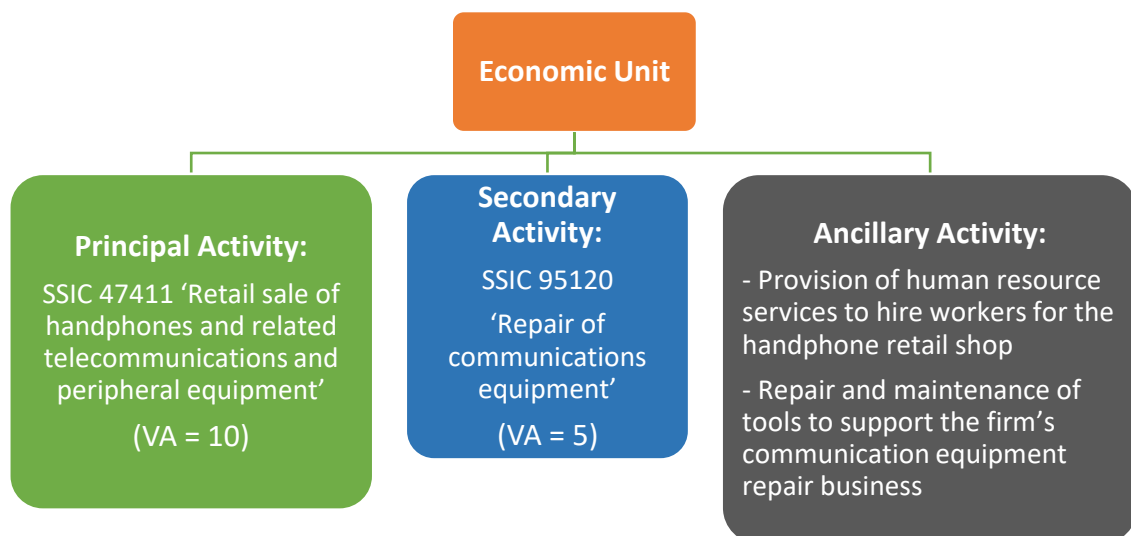 Economic Unit
Principal Activity:
SSIC 47411 ‘Retail sale of
handphones and related
telecommunications and
peripheral equipment’
(VA = 10)
Secondary
Activity:
SSIC 95120
‘Repair of
communications
equipment’
(VA = 5)
Ancillary Activity:
- Provision of human resource
services to hire workers for the
handphone retail shop
- Repair and maintenance of
tools to support the firm’s
communication equipment
repair business